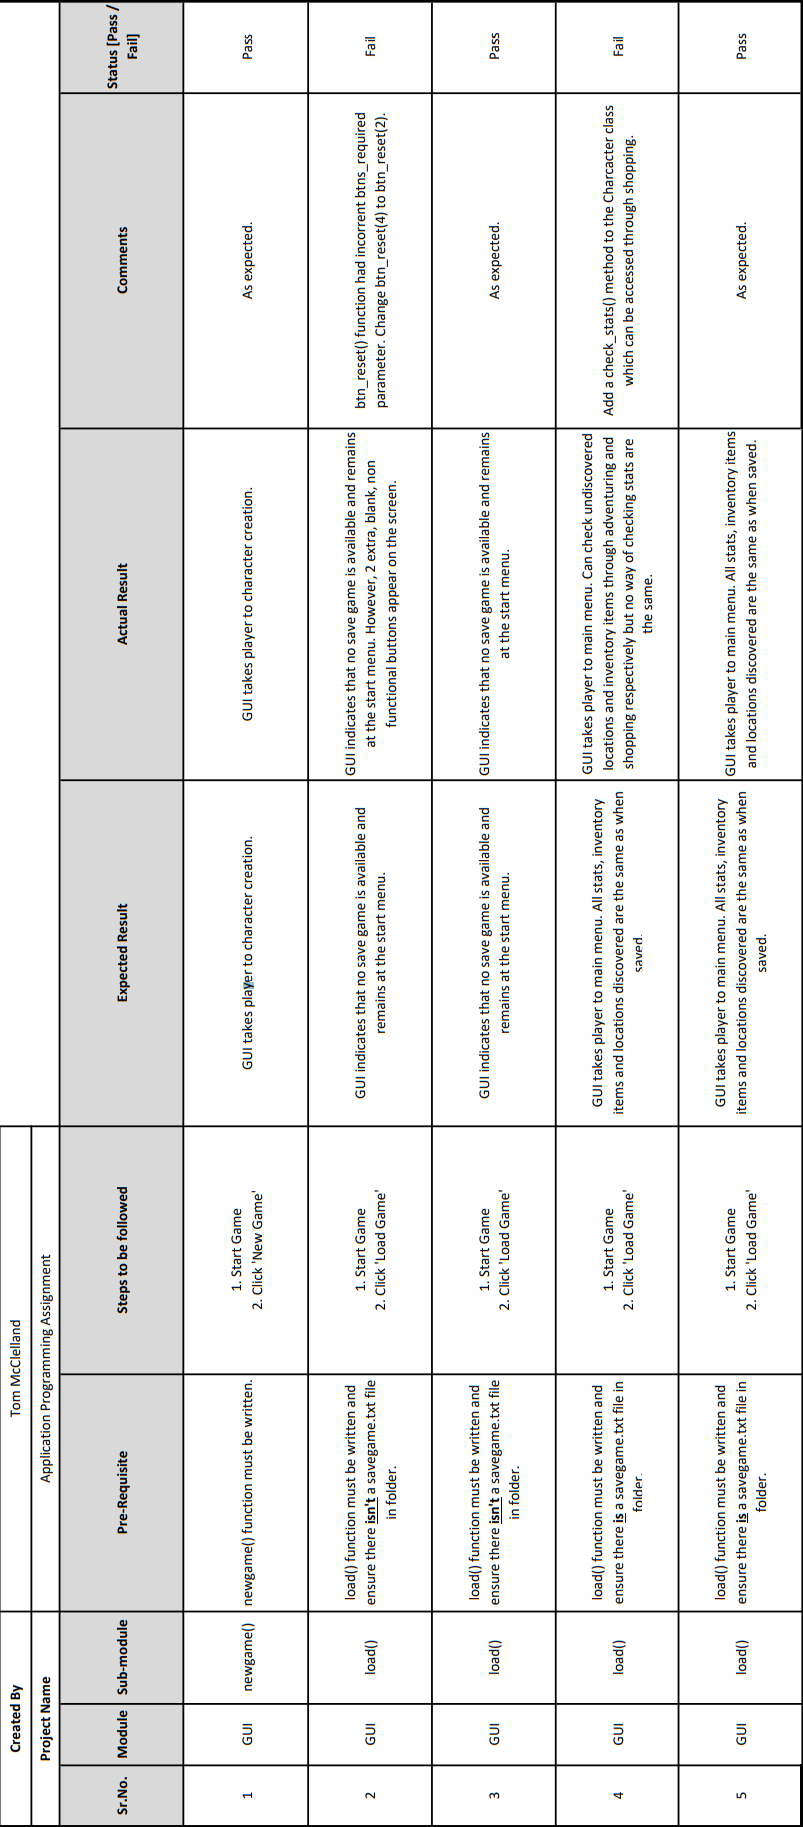 Created By
Tom McClelland
Project Name
Application Programming Assignment
Sr.No.
Module
Sub-module
Pre-Requisite
Steps to be followed
Expected Result
Actual Result
Comments
Status [Pass /
Fail]
1
GUI
newgame()
newgame() function must be written.
1. Start Game
2. Click 'New Game'
GUI takes player to character creation.
GUI takes player to character creation.
As expected.
Pass
2
GUI
load()
load() function must be written and
ensure there isn't a savegame.txt file
in folder.
1. Start Game
2. Click 'Load Game'
GUI indicates that no save game is available and
remains at the start menu.
GUI indicates that no save game is available and remains
at the start menu. However, 2 extra, blank, non
functional buttons appear on the screen.
btn_reset() function had incorrent btns_required
parameter. Change btn_reset(4) to btn_reset(2).
Fail
3
GUI
load()
load() function must be written and
ensure there isn't a savegame.txt file
in folder.
1. Start Game
2. Click 'Load Game'
GUI indicates that no save game is available and
remains at the start menu.
GUI indicates that no save game is available and remains
at the start menu.
As expected.
Pass
4
GUI
load()
load() function must be written and
ensure there is a savegame.txt file in
folder.
1. Start Game
2. Click 'Load Game'
GUI takes player to main menu. All stats, inventory
items and locations discovered are the same as when
saved.
GUI takes player to main menu. Can check undiscovered
locations and inventory items through adventuring and
shopping respectively but no way of checking stats are
the same.
Add a check_stats() method to the Charcacter class
which can be accessed through shopping.
Fail
5
GUI
load()
load() function must be written and
ensure there is a savegame.txt file in
folder.
1. Start Game
2. Click 'Load Game'
GUI takes player to main menu. All stats, inventory
items and locations discovered are the same as when
saved.
GUI takes player to main menu. All stats, inventory items
and locations discovered are the same as when saved.
As expected.
Pass